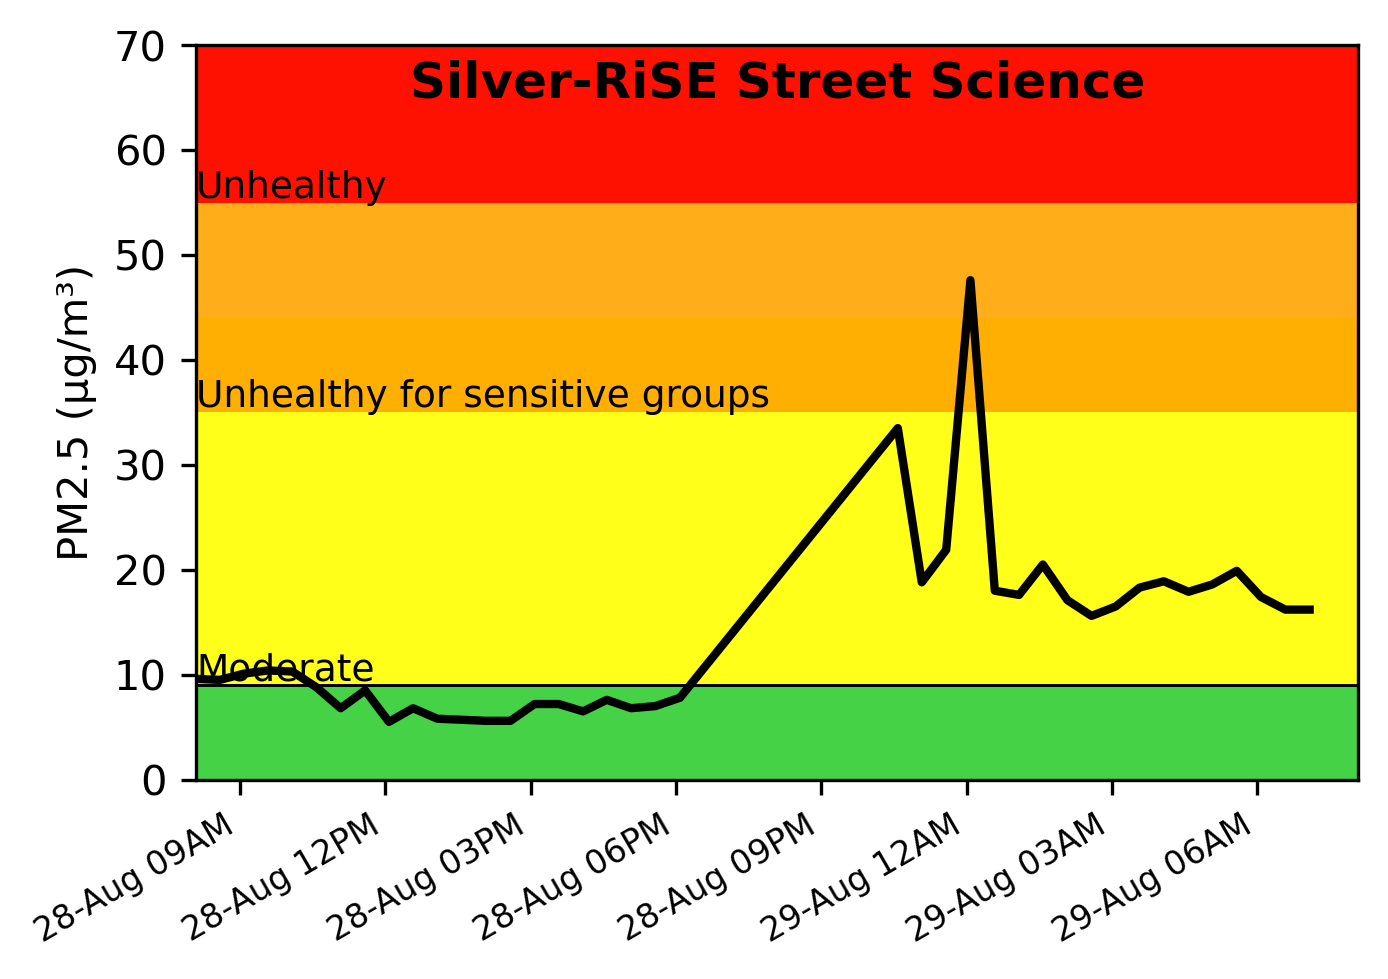 Silver-RiSE Street Science
70
60
Unhealthy
50
40
Unhealthy for sensitive groups
30
20
10
Moderate
0
PM2.5 (µg/m³)
28-Aug 09AM
28-Aug 12PM
28-Aug 03PM
28-Aug 06PM
28-Aug 09PM
29-Aug 12AM
29-Aug 03AM
29-Aug 06AM